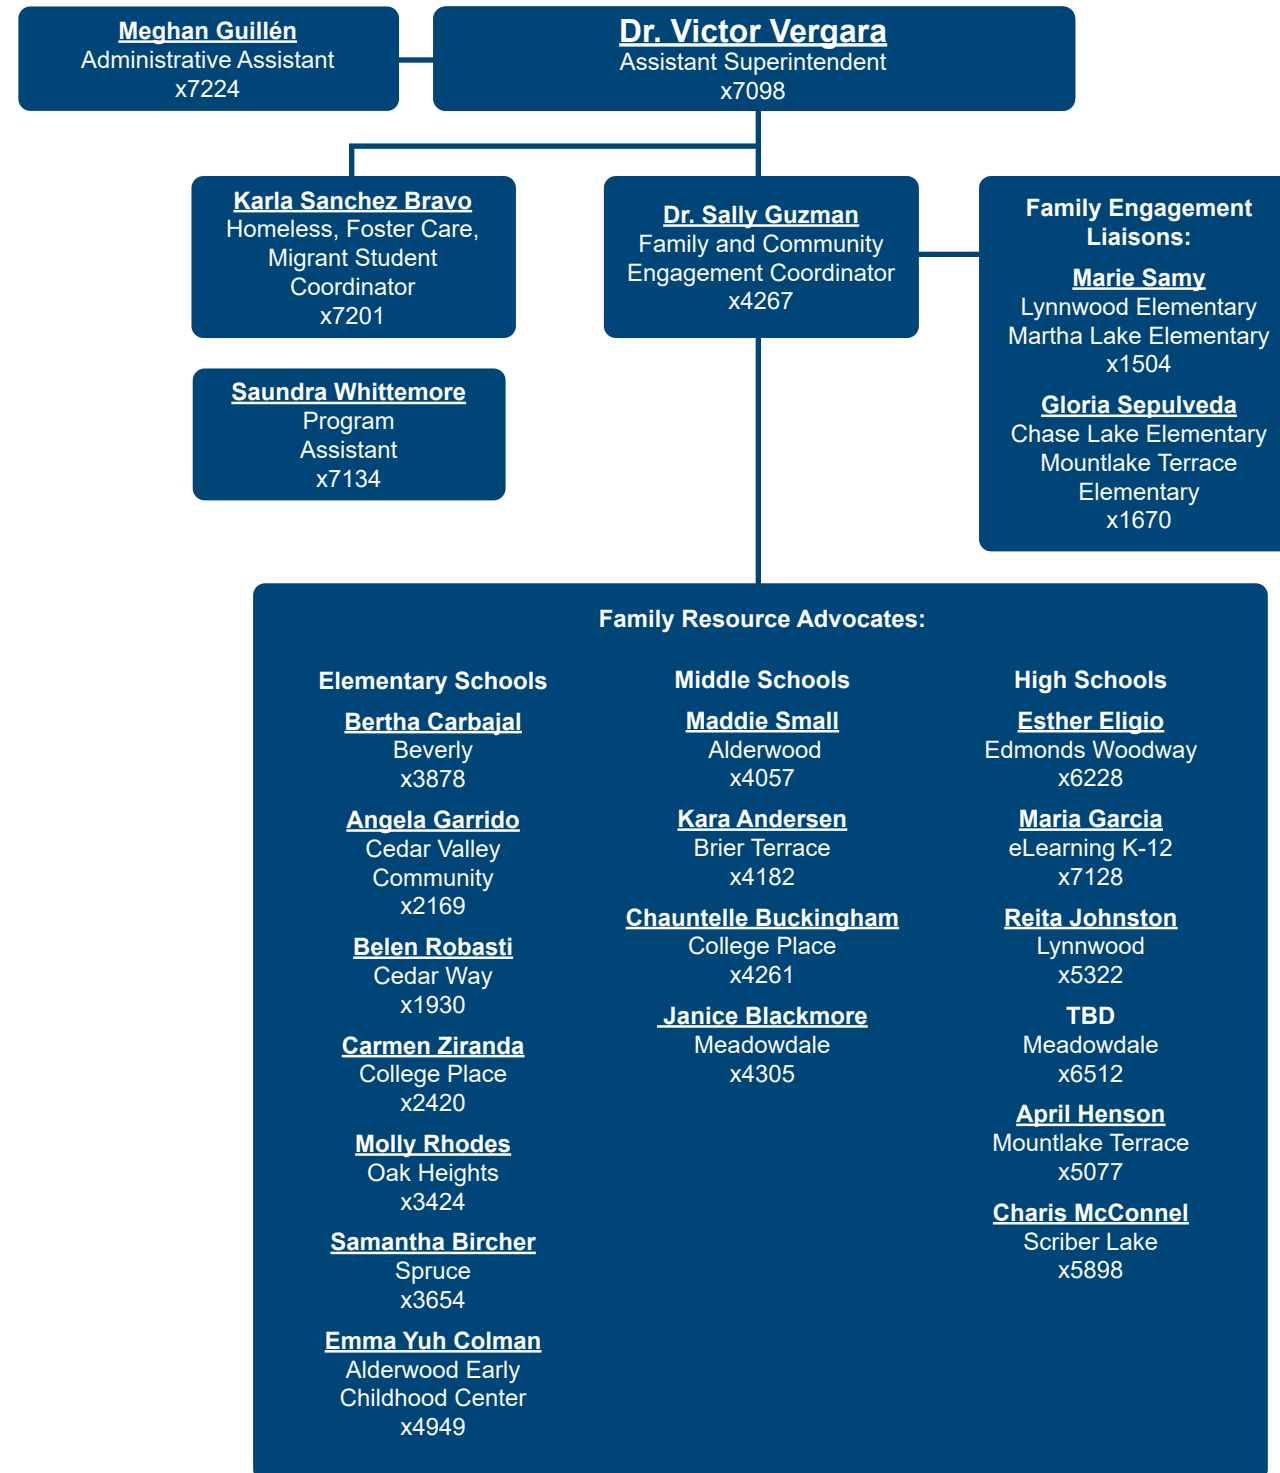 Meghan Guillén
Administrative Assistant
x7224
Dr. Victor Vergara
Assistant Superintendent
x7098
Karla Sanchez Bravo
Homeless, Foster Care,
Migrant Student
Coordinator
x7201
Saundra Whittemore
Program
Assistant
x7134
Dr. Sally Guzman
Family and Community
Engagement Coordinator
x4267
Family Engagement
Liaisons:
Marie Samy
Lynnwood Elementary
Martha Lake Elementary
x1504
Gloria Sepulveda
Chase Lake Elementary
Mountlake Terrace
Elementary
x1670
Family Resource Advocates:
Elementary Schools
Bertha Carbajal
Beverly
x3878
Angela Garrido
Cedar Valley
Community
x2169
Belen Robasti
Cedar Way
x1930
Carmen Ziranda
College Place
x2420
Molly Rhodes
Oak Heights
x3424
Samantha Bircher
Spruce
x3654
Emma Yuh Colman
Alderwood Early
Childhood Center
x4949
Middle Schools
Maddie Small
Alderwood
x4057
Kara Andersen
Brier Terrace
x4182
Chauntelle Buckingham
College Place
x4261
Janice Blackmore
Meadowdale
x4305
High Schools
Esther Eligio
Edmonds Woodway
x6228
Maria Garcia
eLearning K-12
x7128
Reita Johnston
Lynnwood
x5322
TBD
Meadowdale
x6512
April Henson
Mountlake Terrace
x5077
Charis McConnel
Scriber Lake
x5898